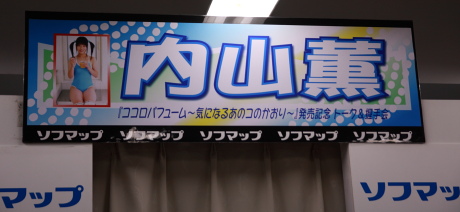 内山薫
『ココロパフューム～気になるあのコのかおり～』発売記念 トーク&握手会
ソフマップ ソフマップ ソフマップ ソフマップ ソフマップ
フマップ
ソフマップ